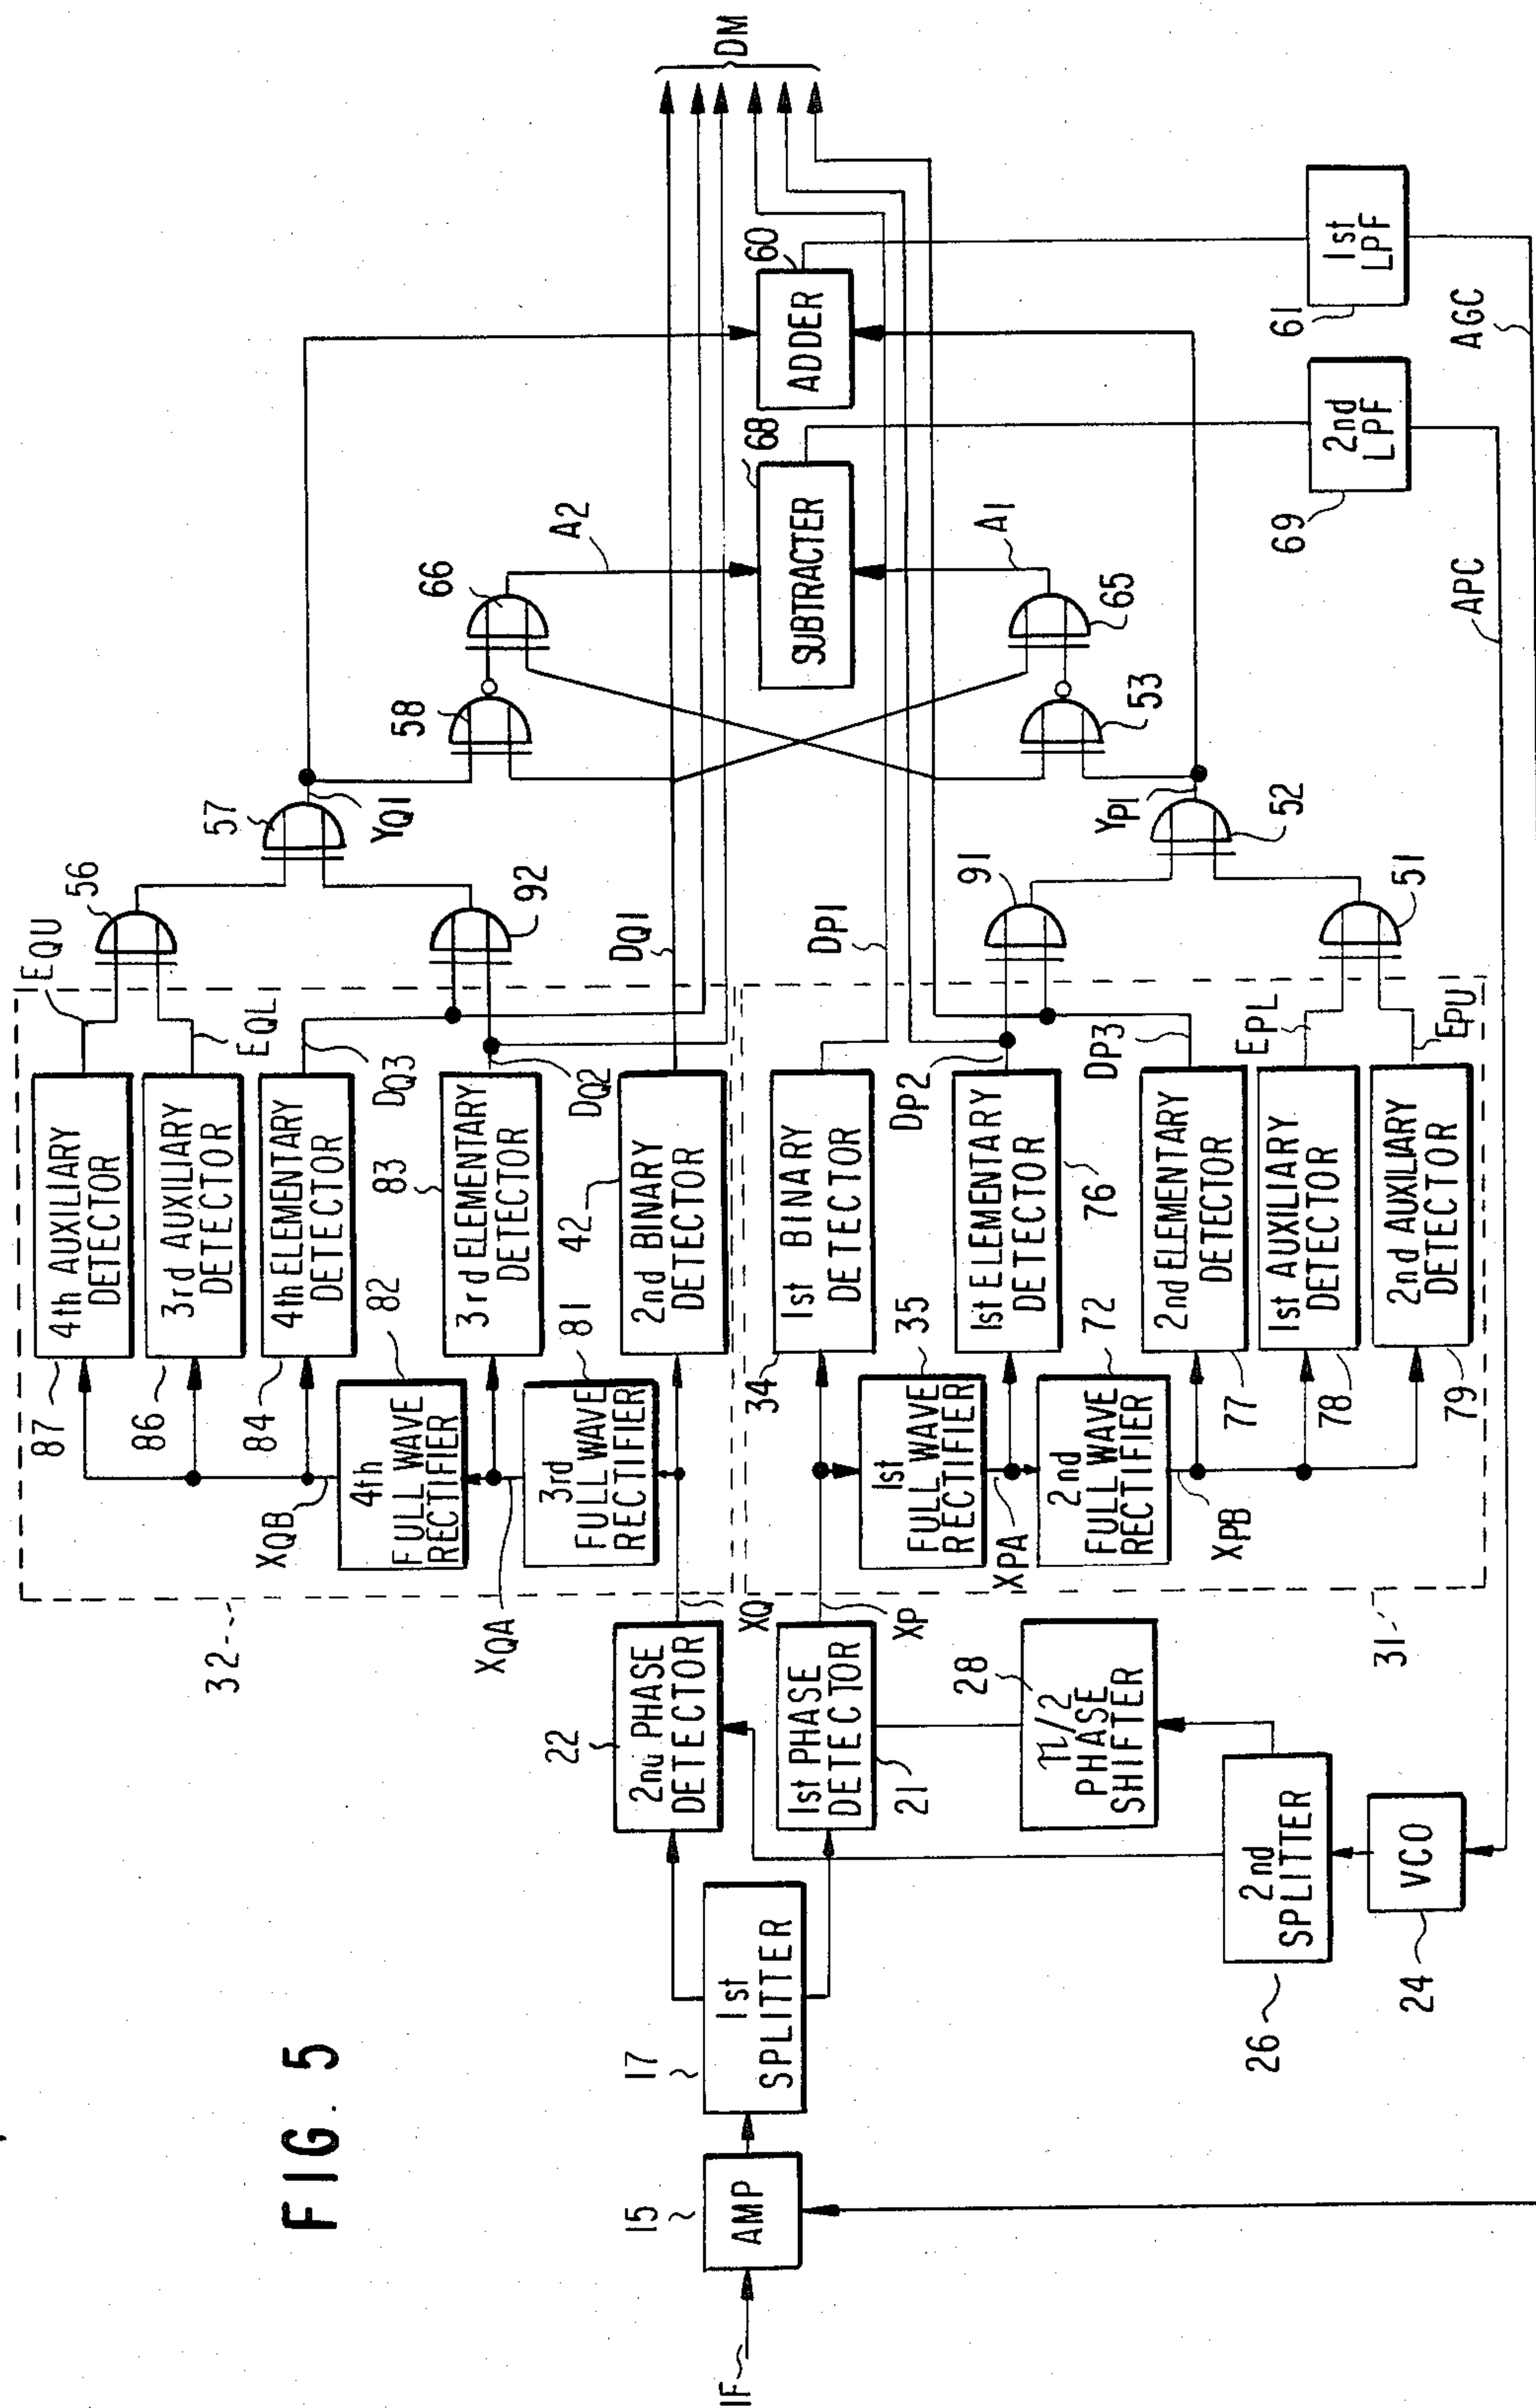 FIG. 5
IF
15
AMP
17
1st
SPLITTER
22
2nd PHASE
DETECTOR
1st PHASE
DETECTOR
21
28
π/2
PHASE
SHIFTER
26
2nd
SPLITTER
24
VCO
XQ
XP
32
31
XQA
XQB
XPA
XPB
82
4th
FULL WAVE
RECTIFIER
81
3rd
FULL WAVE
RECTIFIER
35
1st
FULL WAVE
RECTIFIER
72
2nd
FULL WAVE
RECTIFIER
87
4th AUXILIARY
DETECTOR
86
3rd AUXILIARY
DETECTOR
84
4th ELEMENTARY
DETECTOR
83
3rd ELEMENTARY
DETECTOR
42
2nd BINARY
DETECTOR
34
1st BINARY
DETECTOR
1st ELEMENTARY
DETECTOR
76
2nd ELEMENTARY
DETECTOR
77
1st AUXILIARY
DETECTOR
78
2nd AUXILIARY
DETECTOR
79
EQU
EQL
DQ3
DQ2
DQ1
DP1
DP2
DP3
EPL
EPU
56
92
91
51
57
YQ1
YP1
52
58
53
66
65
A2
A1
68
SUBTRACTER
60
ADDER
DM
69
2nd
LPF
61
1st
LPF
APC
AGC